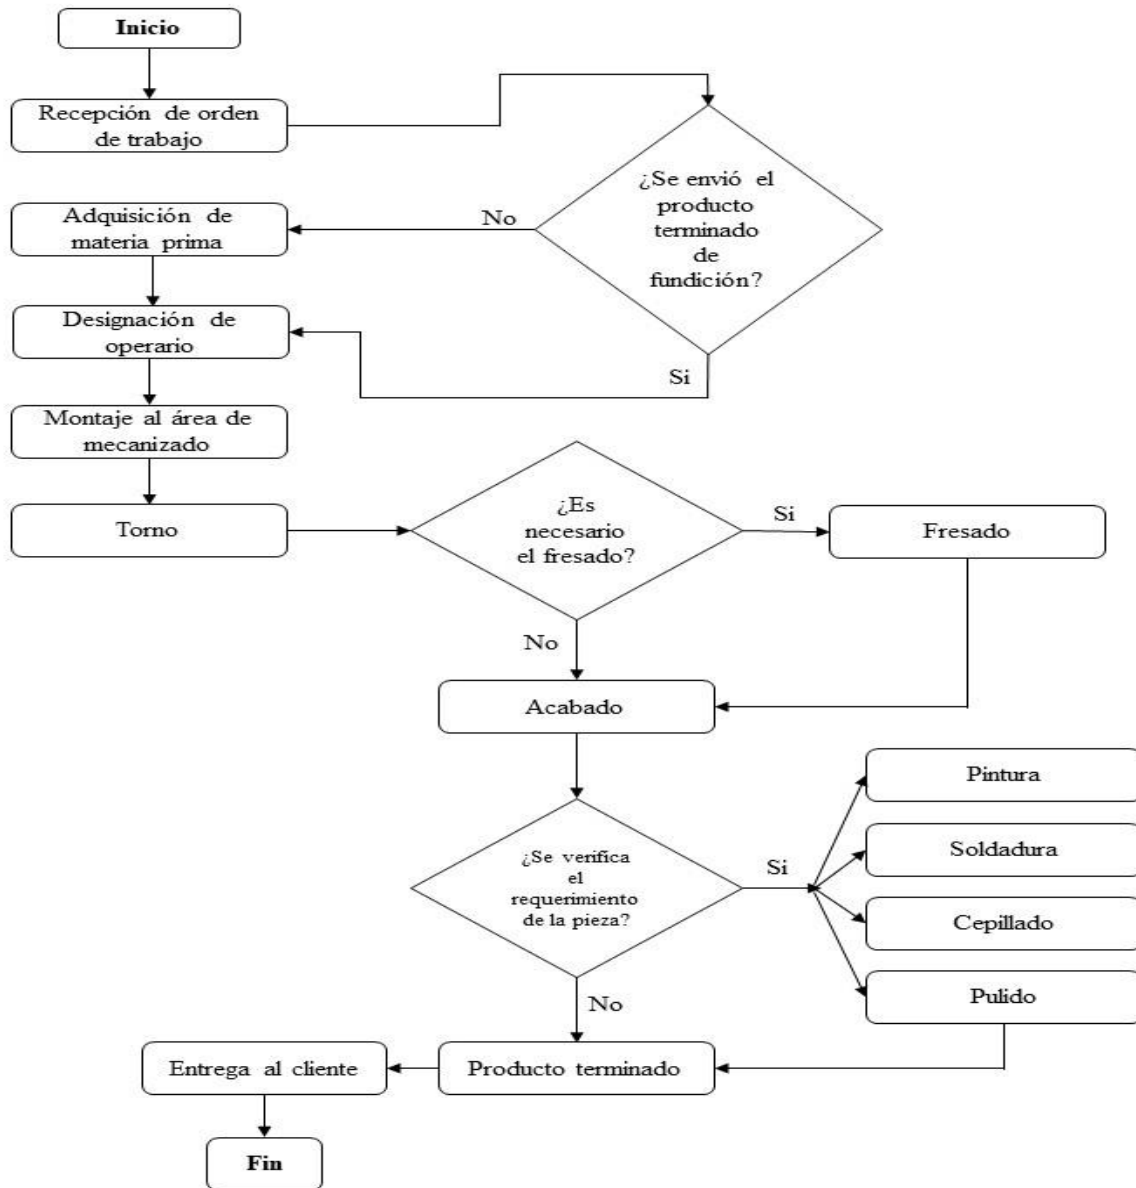 Inicio
Recepción de orden
de trabajo
¿Se envió el
producto
terminado
de
fundición?
No
Adquisición de
materia prima
Designación de
operario
Si
Montaje al área de
mecanizado
Torno
¿Es
necesario
el fresado?
Si
Fresado
No
Acabado
¿Se verifica
el
requerimiento
de la pieza?
Si
Pintura
Soldadura
Cepillado
Pulido
No
Producto terminado
Entrega al cliente
Fin